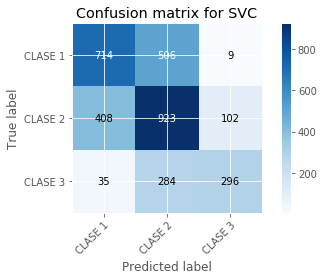 Confusion matrix for SVC
CLASE 1 714 506 9
CLASE 2 408 923 102
CLASE 3 35 284 296
CLASE 1 CLASE 2 CLASE 3
True label
Predicted label
800
600
400
200